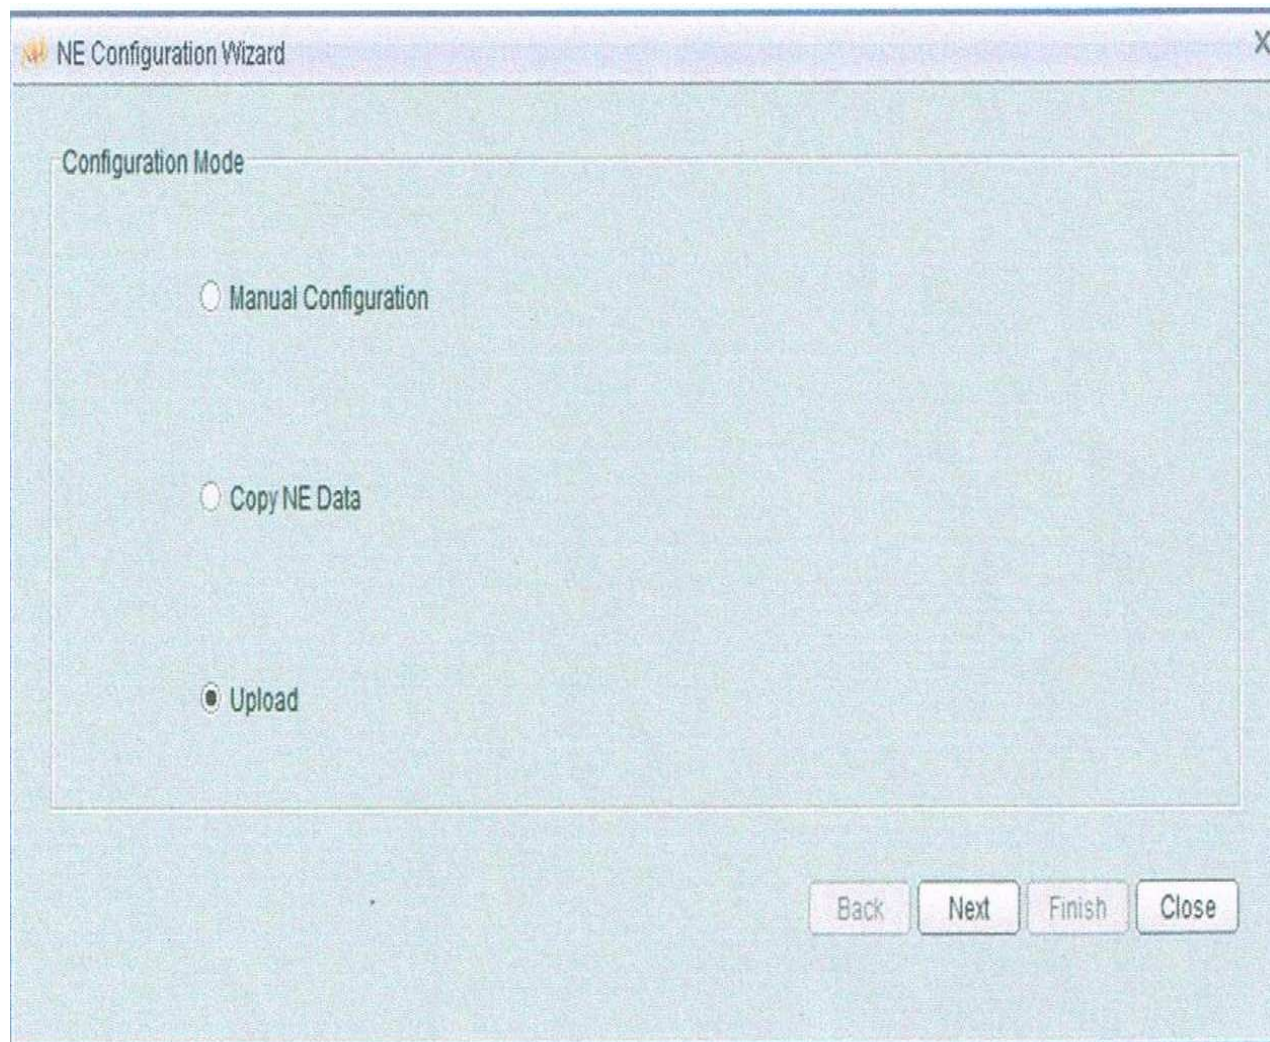 NE Configuration Wizard X
Configuration Mode
Manual Configuration
Copy NE Data
Upload
Back Next Finish Close